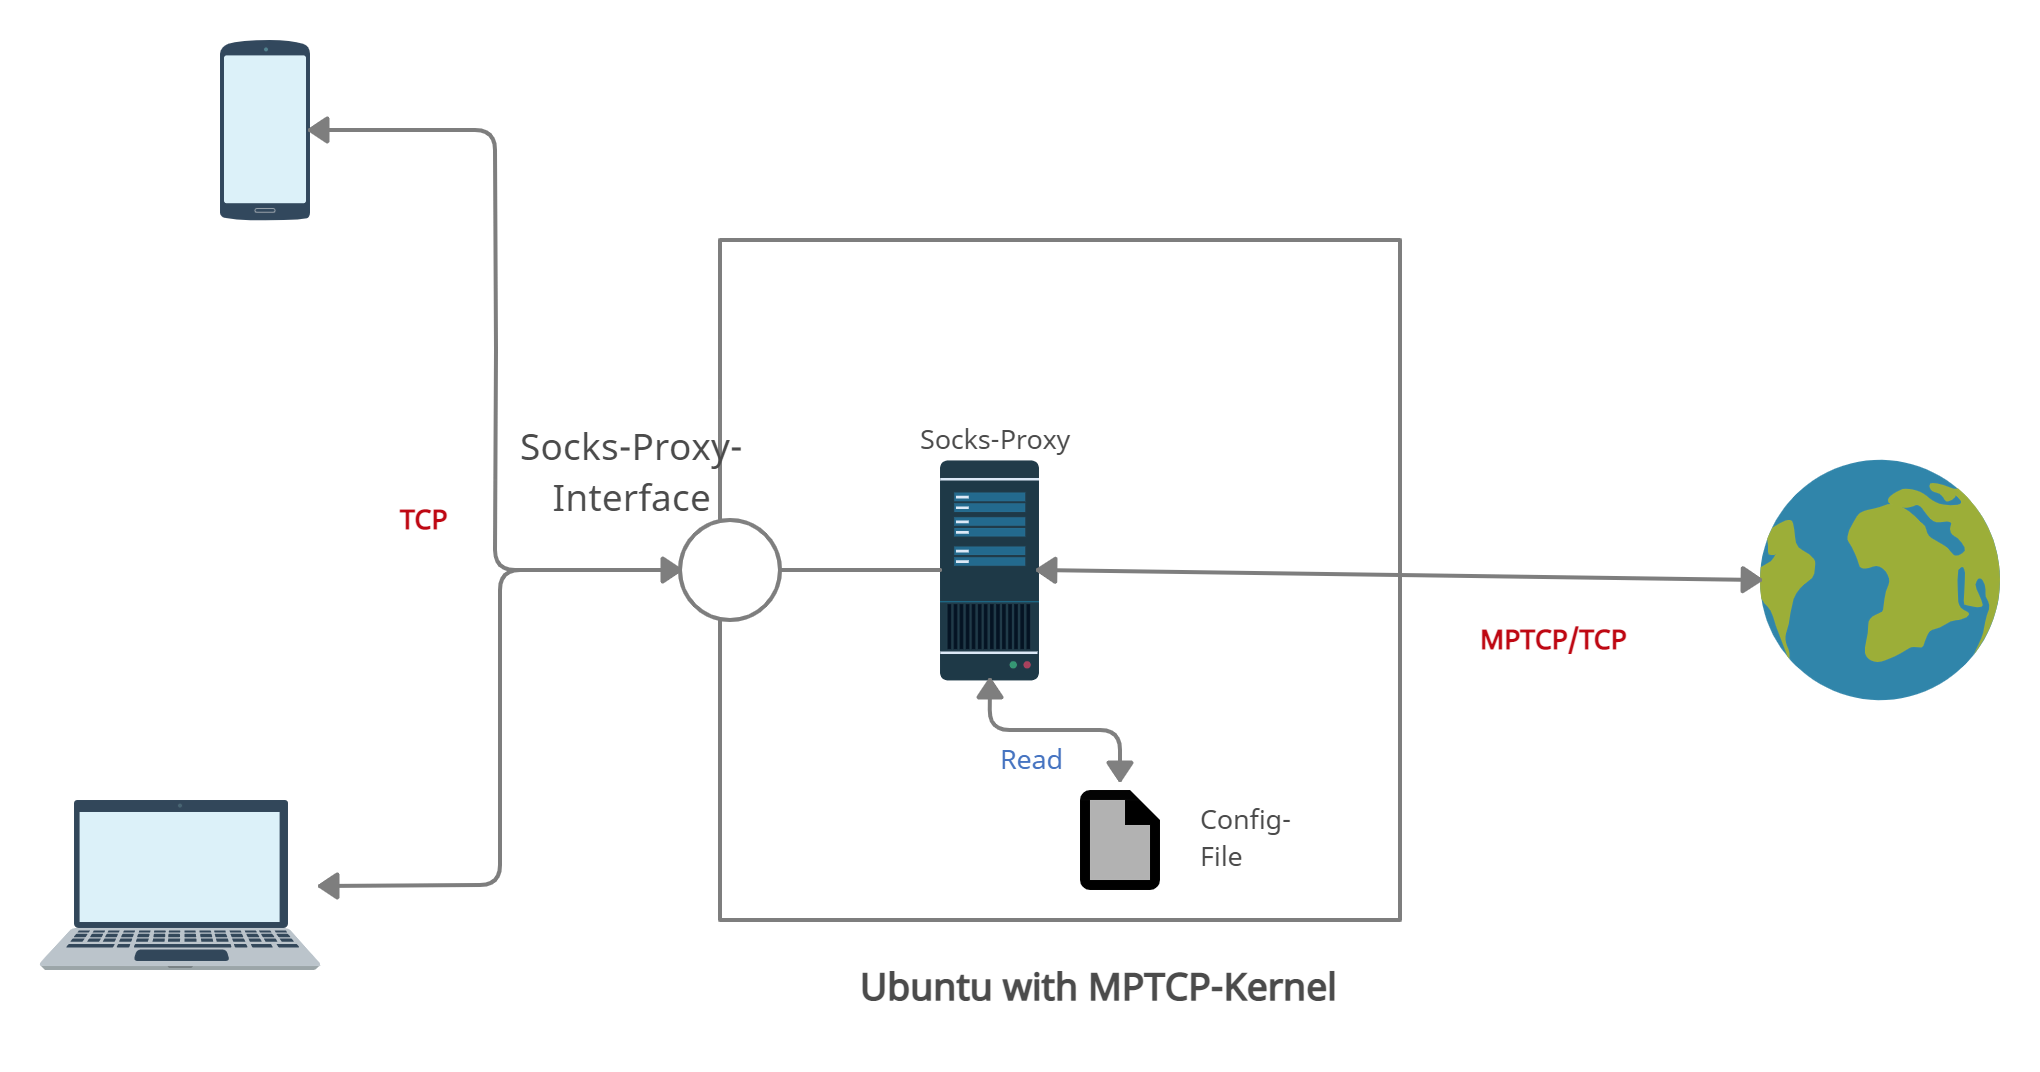 Socks-Proxy-
Interface
Socks-Proxy
TCP
MPTCP/TCP
Read
Config-
File
Ubuntu with MPTCP-Kernel